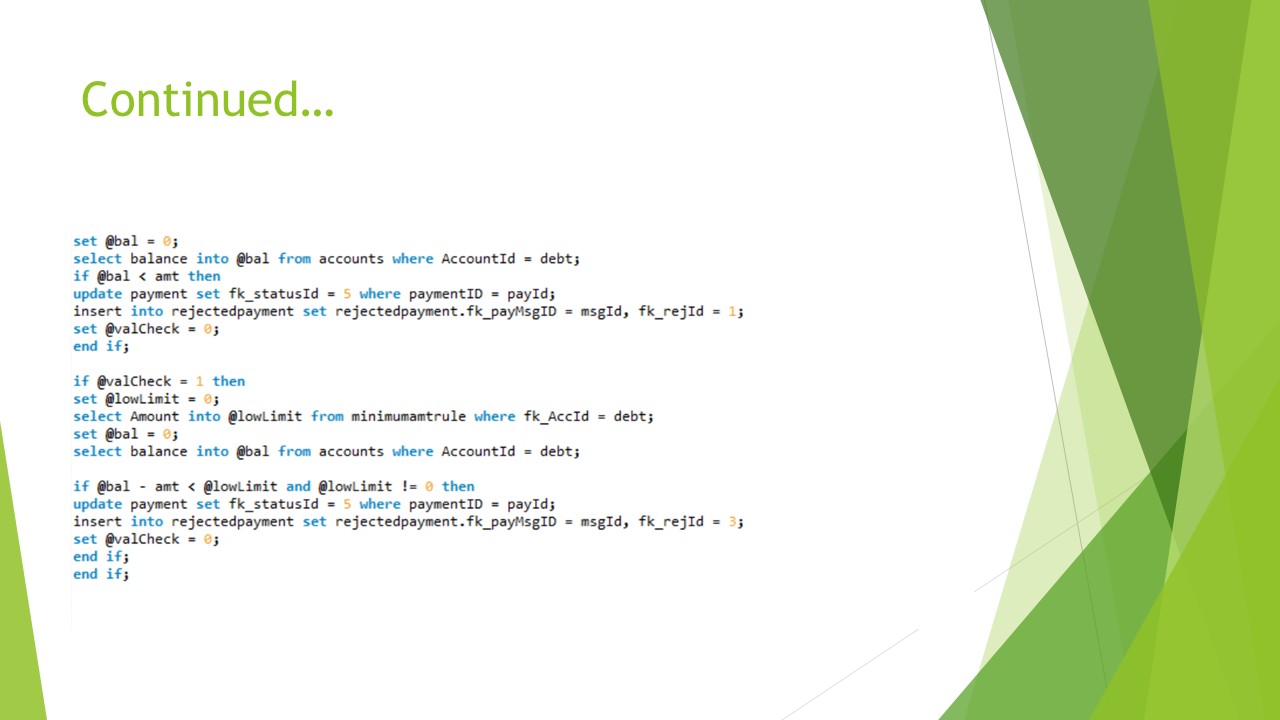 Continued…
set @bal = 0;
select balance into @bal from accounts where AccountId = debt;
if @bal < amt then
update payment set fk_statusId = 5 where paymentID = payId;
insert into rejectedpayment set rejectedpayment.fk_payMsgID = msgId, fk_rejId = 1;
set @valCheck = 0;
end if;
if @valCheck = 1 then
set @lowLimit = 0;
select Amount into @lowLimit from minimumamtrule where fk_AccId = debt;
set @bal = 0;
select balance into @bal from accounts where AccountId = debt;
if @bal - amt < @lowLimit and @lowLimit != 0 then
update payment set fk_statusId = 5 where paymentID = payId;
insert into rejectedpayment set rejectedpayment.fk_payMsgID = msgId, fk_rejId = 3;
set @valCheck = 0;
end if;
end if;